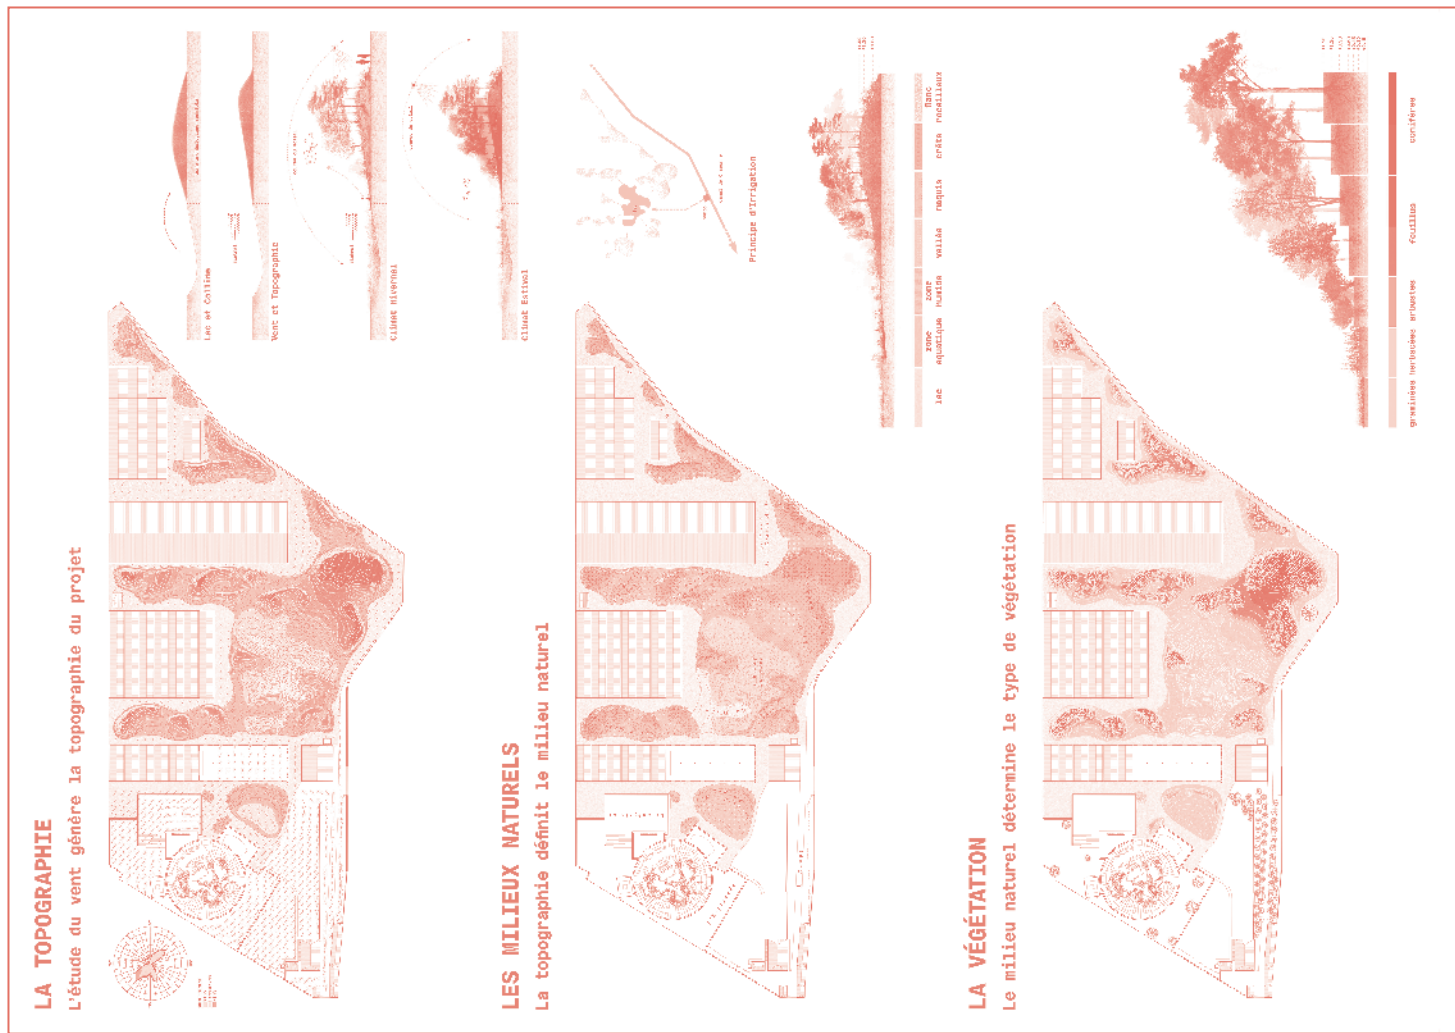 LA TOPOGRAPHIE
L'étude du vent génère la topographie du projet
Lac et Colline
Vent et Topographie
Climat Hivernal
Climat Estival
LES MILIEUX NATURELS
La topographie définit le milieu naturel
Principe d'Irrigation
lac
zone aquatique
zone humide
vallée
maquis
crête
flanc rocailleux
LA VÉGÉTATION
Le milieu naturel détermine le type de végétation
graminées
herbacées
arbustes
feuillus
conifères